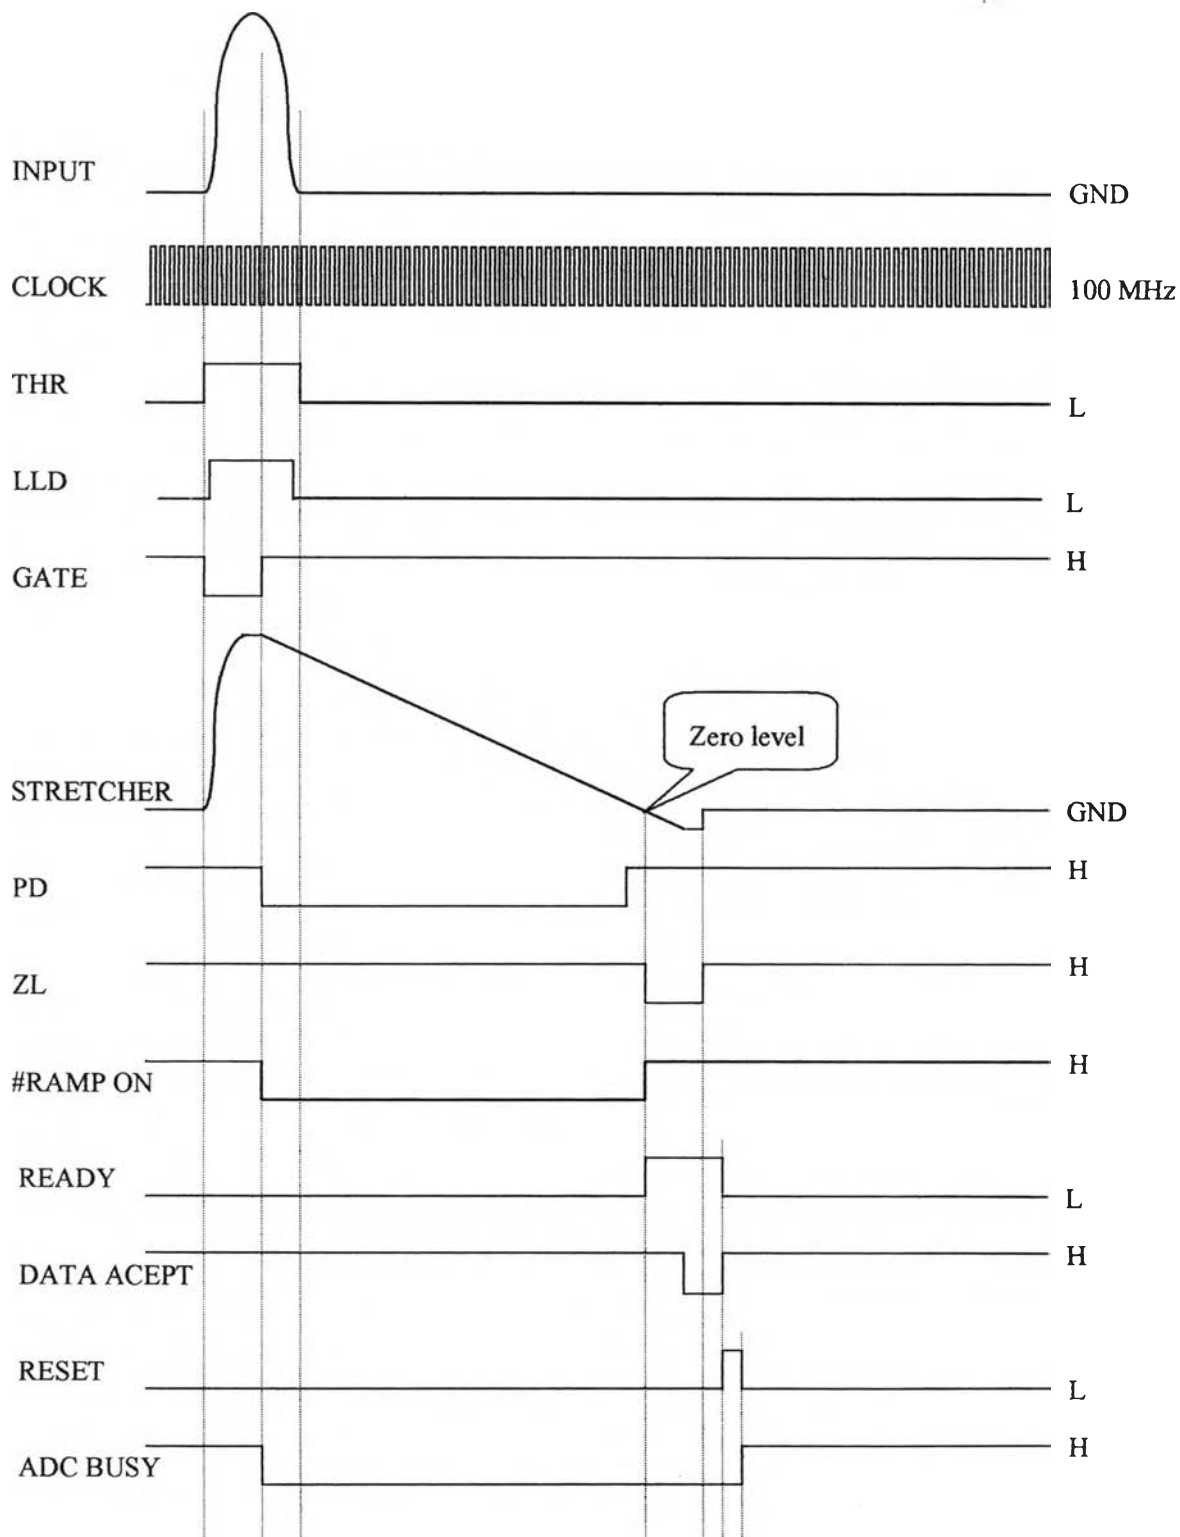 INPUT
GND
CLOCK
100 MHz
THR
L
LLD
L
GATE
H
Zero level
STRETCHER
GND
PD
H
ZL
H
#RAMP ON
H
READY
L
DATA ACEPT
H
RESET
L
ADC BUSY
H